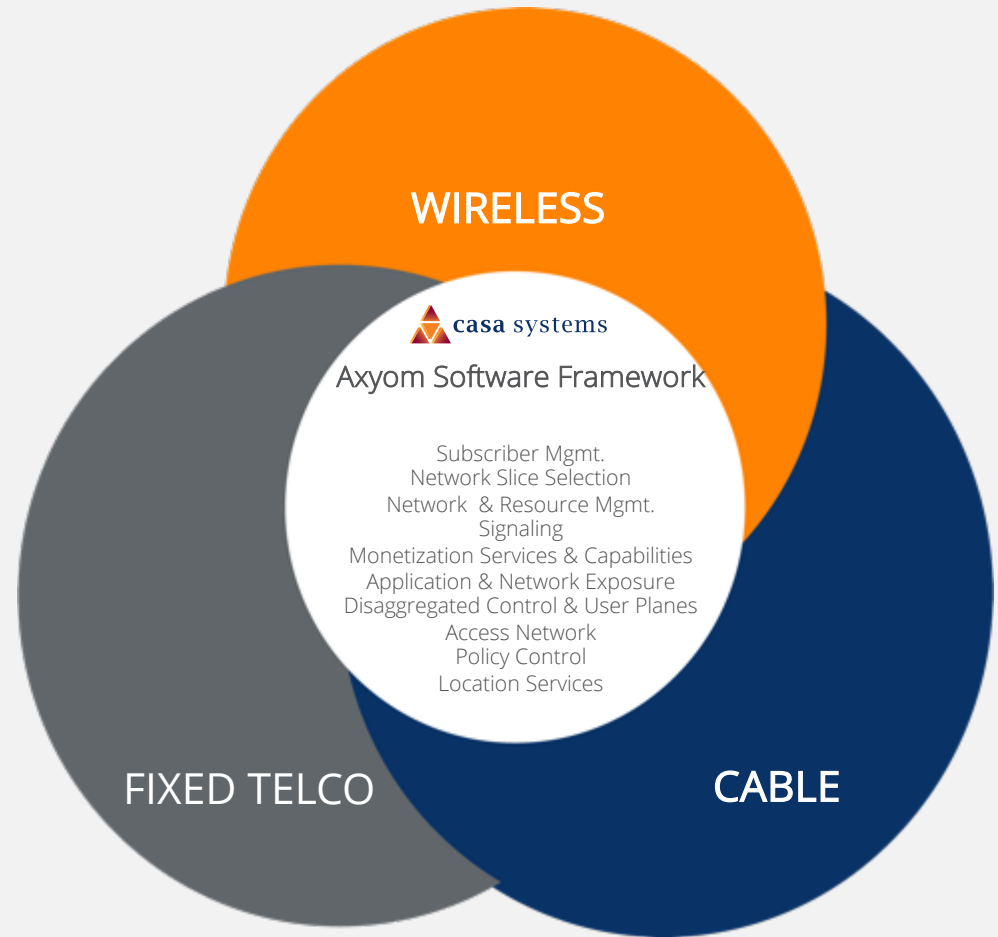 WIRELESS
casa systems
Axyom Software Framework
Subscriber Mgmt.
Network Slice Selection
Network & Resource Mgmt.
Signaling
Monetization Services & Capabilities
Application & Network Exposure
Disaggregated Control & User Planes
Access Network
Policy Control
Location Services
FIXED TELCO
CABLE